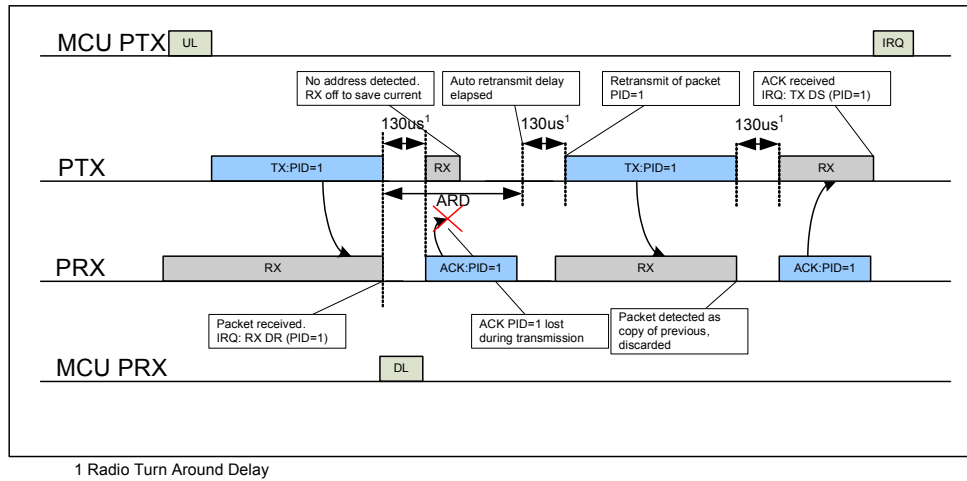 MCU PTX
UL
IRQ
No address detected.
RX off to save current
Auto retransmit delay
elapsed
Retransmit of packet
PID=1
ACK received
IRQ: TX DS (PID=1)
130us1
130us1
130us1
PTX
TX:PID=1
RX
TX:PID=1
RX
ARD
PRX
RX
ACK:PID=1
RX
ACK:PID=1
Packet received.
IRQ: RX DR (PID=1)
ACK PID=1 lost
during transmission
Packet detected as
copy of previous,
discarded
MCU PRX
DL
1 Radio Turn Around Delay